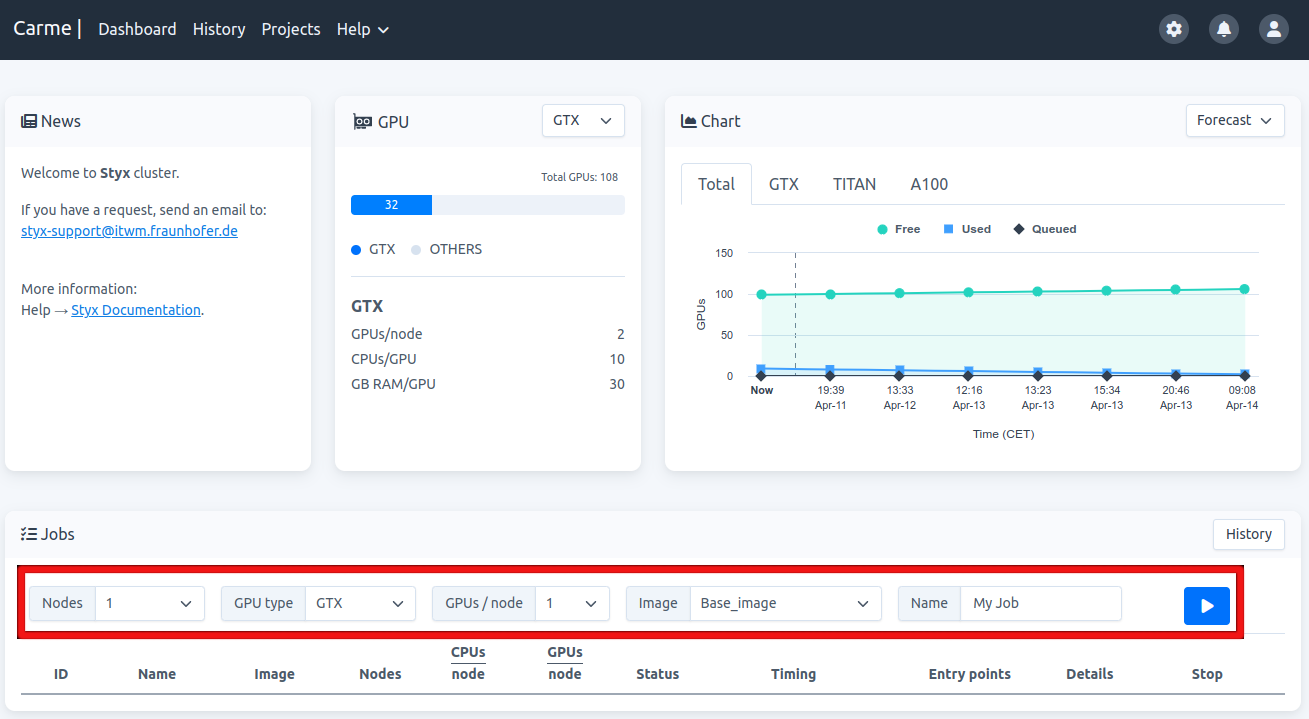 Carme | Dashboard History Projects Help
News
Welcome to Styx cluster.
If you have a request, send an email to:
styx-support@itwm.fraunhofer.de
More information:
Help → Styx Documentation.
GPU GTX
Total GPUs: 108
32
GTX OTHERS
GTX
GPUs/node 2
CPUs/GPU 10
GB RAM/GPU 30
Chart Forecast
Total GTX TITAN A100
Free Used Queued
150
100
50
0
GPUs
Now 19:39 13:33 12:16 13:23 15:34 20:46 09:08
Apr-11 Apr-12 Apr-13 Apr-13 Apr-13 Apr-13 Apr-14
Time (CET)
Jobs History
Nodes 1 GPU type GTX GPUs / node 1 Image Base_image Name My Job
CPUs GPUs
ID Name Image Nodes node node Status Timing Entry points Details Stop